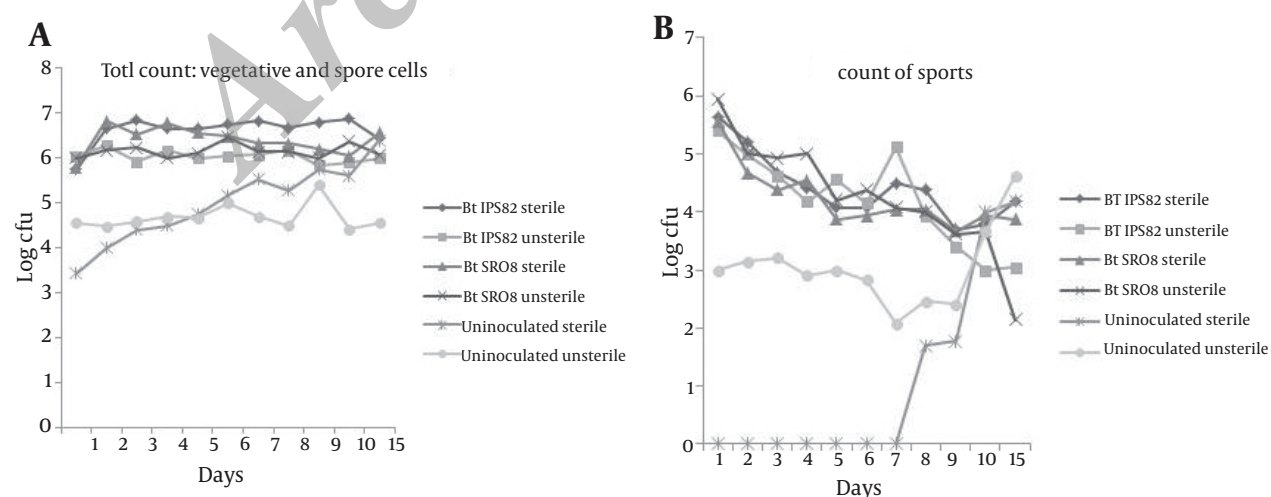 A
Totl count: vegetative and spore cells
8
7
6
5
4
3
2
1
0
Log cfu
1 2 3 4 5 6 7 8 9 10 15
Days
Bt IPS82 sterile
Bt IPS82 unsterile
Bt SRO8 sterile
Bt SRO8 unsterile
Uninoculated sterile
Uninoculated unsterile
B
count of sports
7
6
5
4
3
2
1
0
Log cfu
1 2 3 4 5 6 7 8 9 10 15
Days
BT IPS82 sterile
BT IPS82 unsterile
Bt SRO8 sterile
Bt SRO8 unsterile
Uninoculated sterile
Uninoculated unsterile